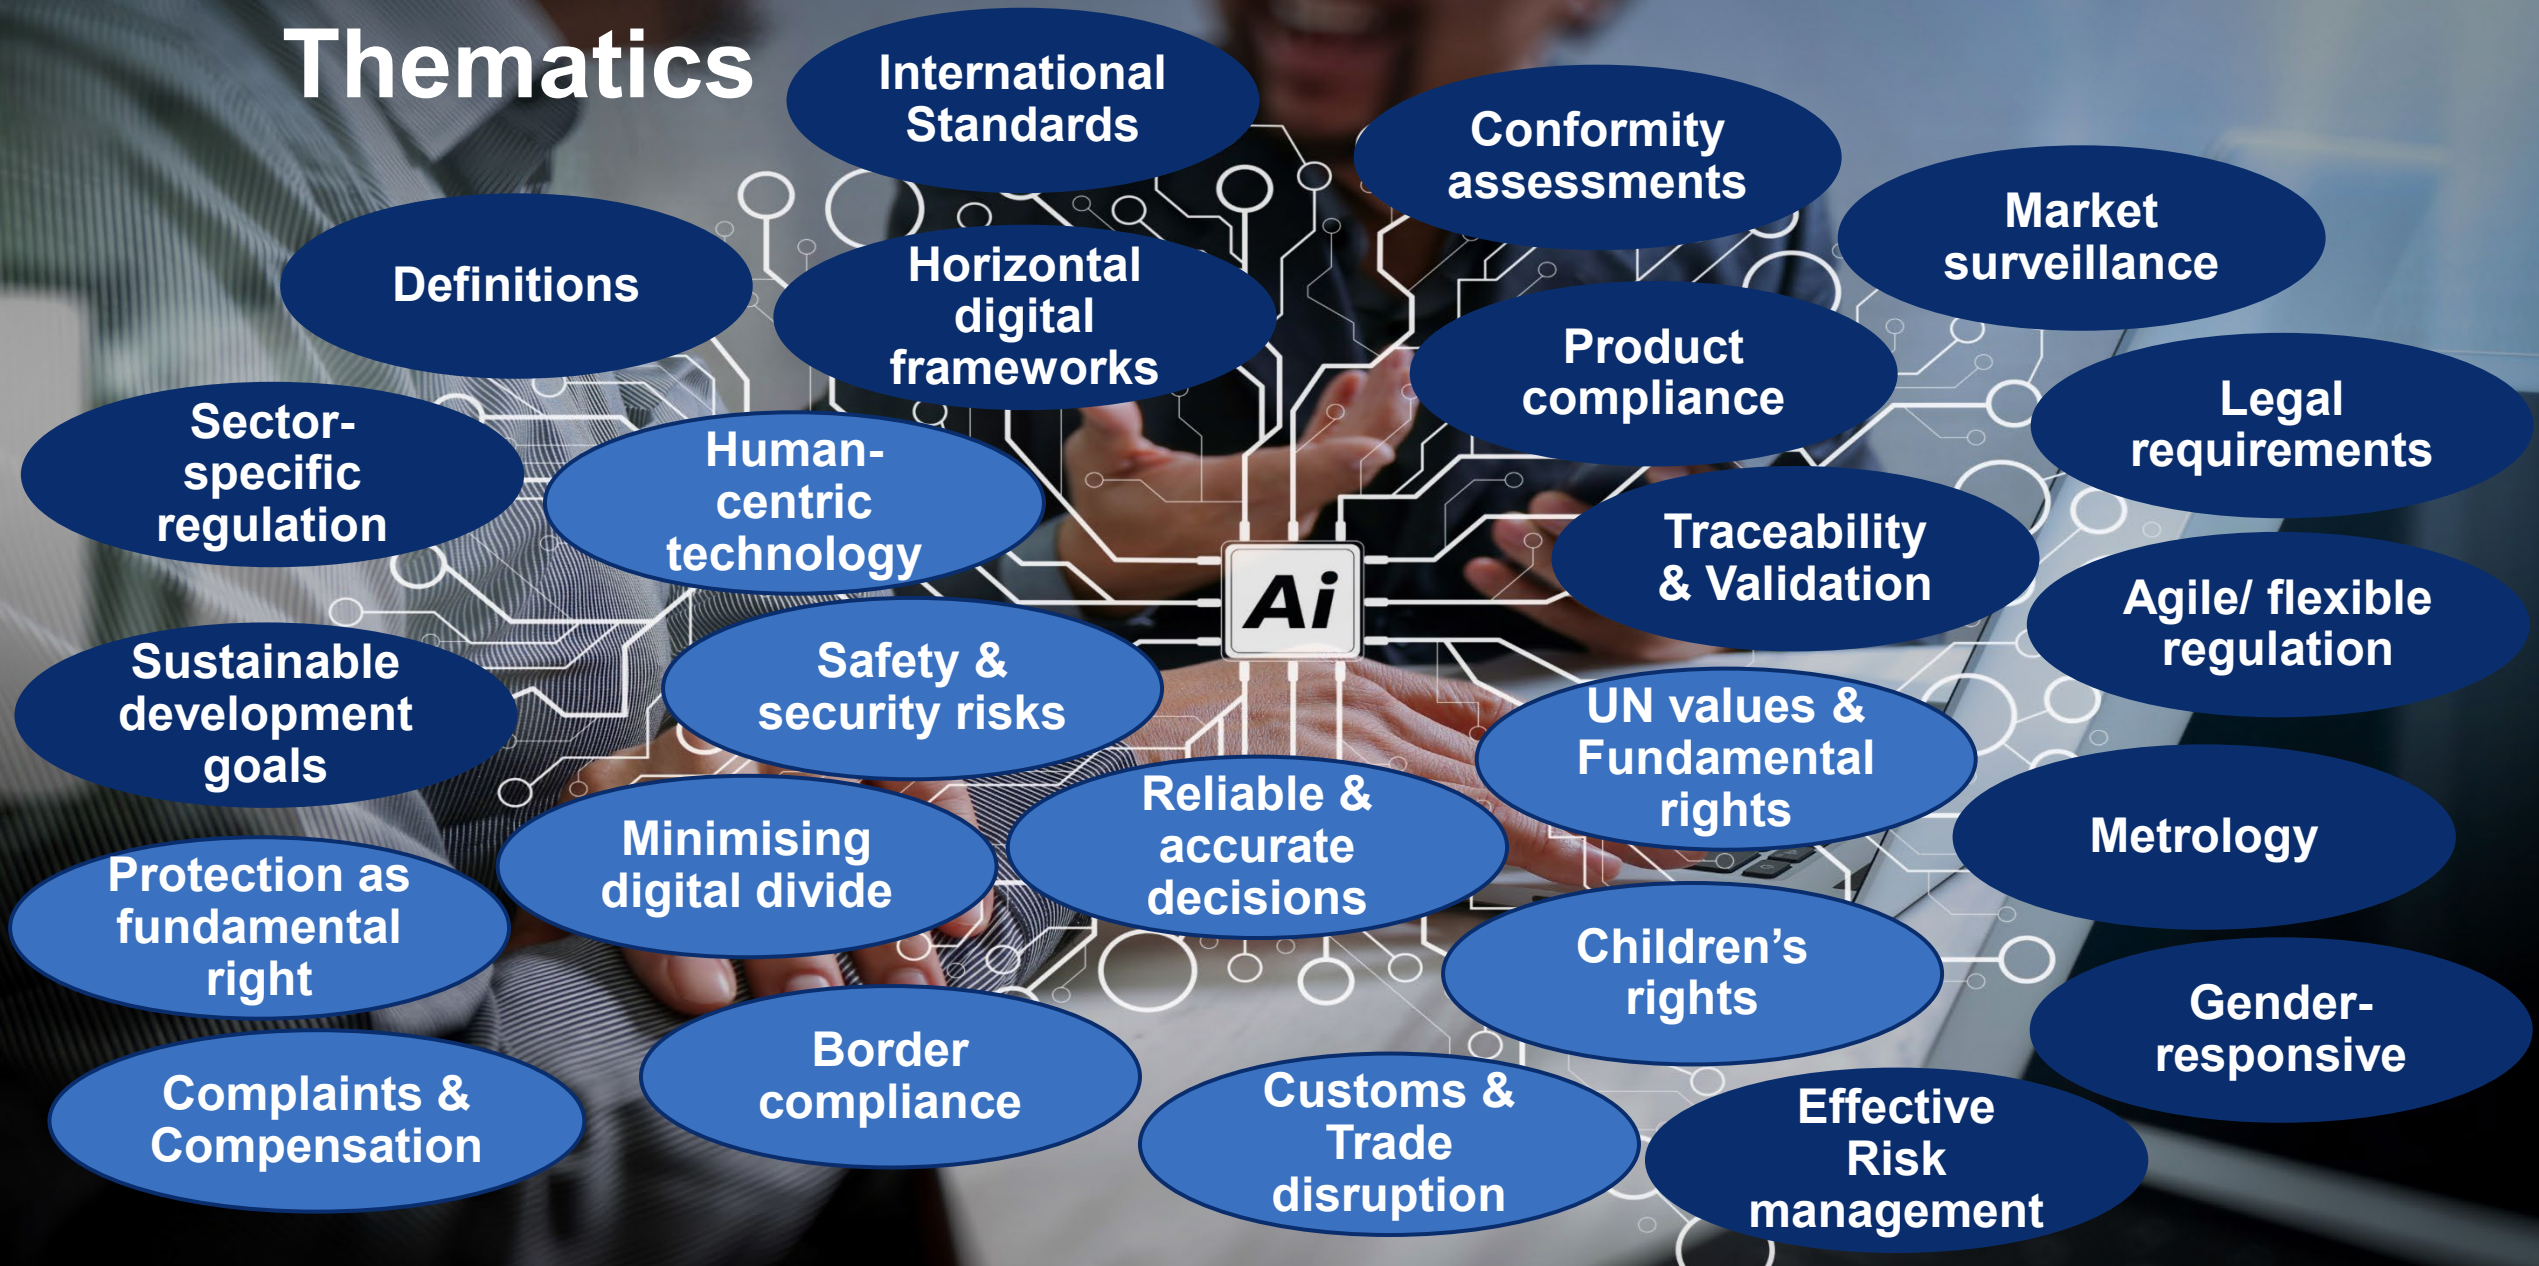 Thematics
International
Standards
Conformity
assessments
Market
surveillance
Definitions
Horizontal
digital
frameworks
Product
compliance
Legal
requirements
Sector-
specific
regulation
Human-
centric
technology
Traceability
& Validation
Agile/ flexible
regulation
Ai
Sustainable
development
goals
Safety &
security risks
UN values &
Fundamental
rights
Reliable &
accurate
decisions
Minimising
digital divide
Metrology
Protection as
fundamental
right
Children’s
rights
Gender-
responsive
Border
compliance
Complaints &
Compensation
Customs &
Trade
disruption
Effective
Risk
management